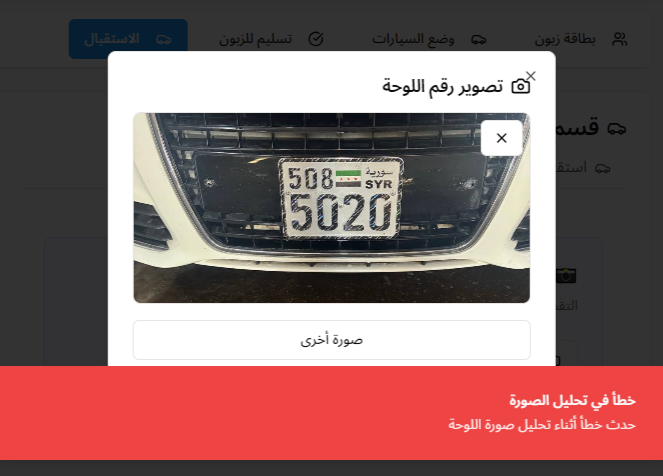 بطاقة زبون
وضع السيارات
تسليم للزبون
الاستقبال
قسم
استق
تصوير رقم اللوحة
508
سورية
SYR
5020
صورة أخرى
خطأ في تحليل الصورة
حدث خطأ أثناء تحليل صورة اللوحة